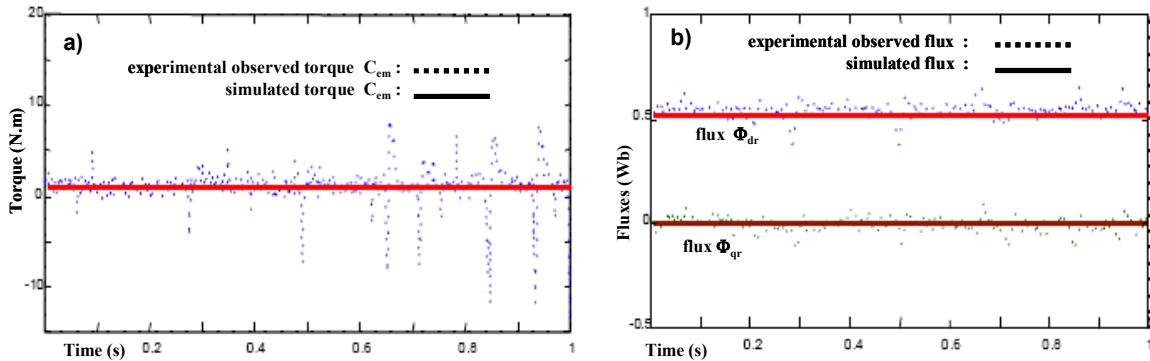 a)
experimental observed torque C_em :
simulated torque C_em :
Torque (N.m)
20
10
0
-10
Time (s)
0.2
0.4
0.6
0.8
1
b)
experimental observed flux :
simulated flux :
flux Φ_dr
flux Φ_qr
Fluxes (Wb)
1
0.5
0
-0.5
Time (s)
0.2
0.4
0.6
0.8
1